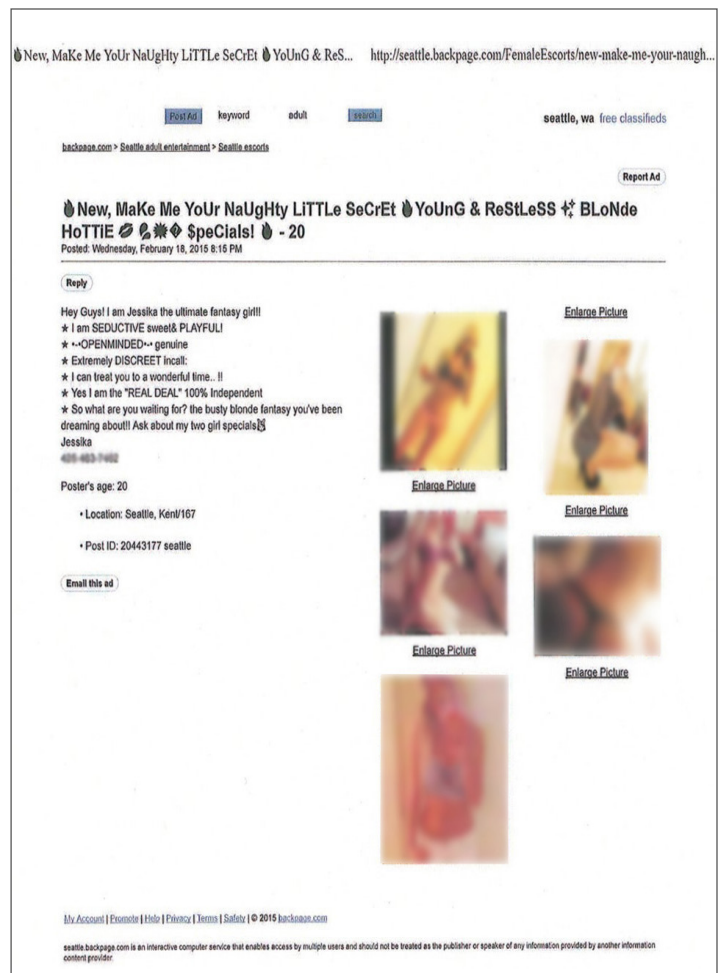 New, MaKe Me YoUr NaUgHty LiTTLe SeCrEt YoUnG & ReS... http://seattle.backpage.com/FemaleEscorts/new-make-me-your-naugh...
Post Ad keyword adult search seattle, wa free classifieds
backpage.com > Seattle adult entertainment > Seattle escorts
Report Ad
New, MaKe Me YoUr NaUgHty LiTTLe SeCrEt YoUnG & ReStLeSS BLoNde
HoTTiE $peCials! - 20
Posted: Wednesday, February 18, 2015 8:15 PM
Reply
Hey Guys! I am Jessika the ultimate fantasy girl!!!
★ I am SEDUCTIVE sweet& PLAYFUL!
★ •-•OPENMINDED•-• genuine
★ Extremely DISCREET incall:
★ I can treat you to a wonderful time.. !!
★ Yes I am the "REAL DEAL" 100% Independent
★ So what are you waiting for? the busty blonde fantasy you've been
dreaming about!! Ask about my two girl specials
Jessika
Poster's age: 20
• Location: Seattle, Kent/167
• Post ID: 20443177 seattle
Email this ad
Enlarge Picture
Enlarge Picture
Enlarge Picture
Enlarge Picture
Enlarge Picture
My Account | Promote | Help | Privacy | Terms | Safety | © 2015 backpage.com
seattle.backpage.com is an interactive computer service that enables access by multiple users and should not be treated as the publisher or speaker of any information provided by another information
content provider.